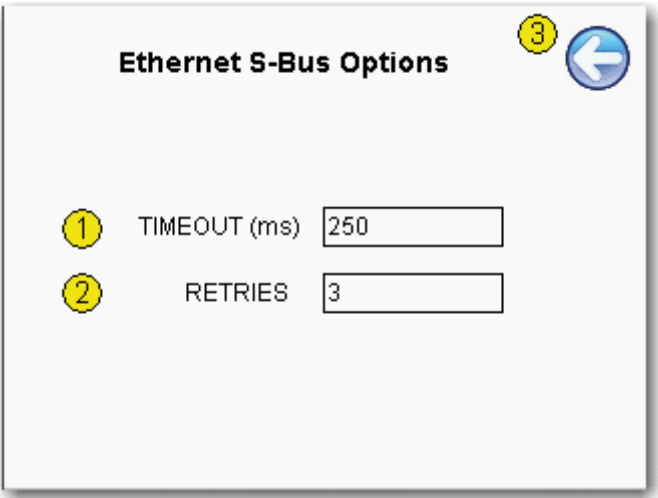 3
Ethernet S-Bus Options
1 TIMEOUT (ms) 250
2 RETRIES 3